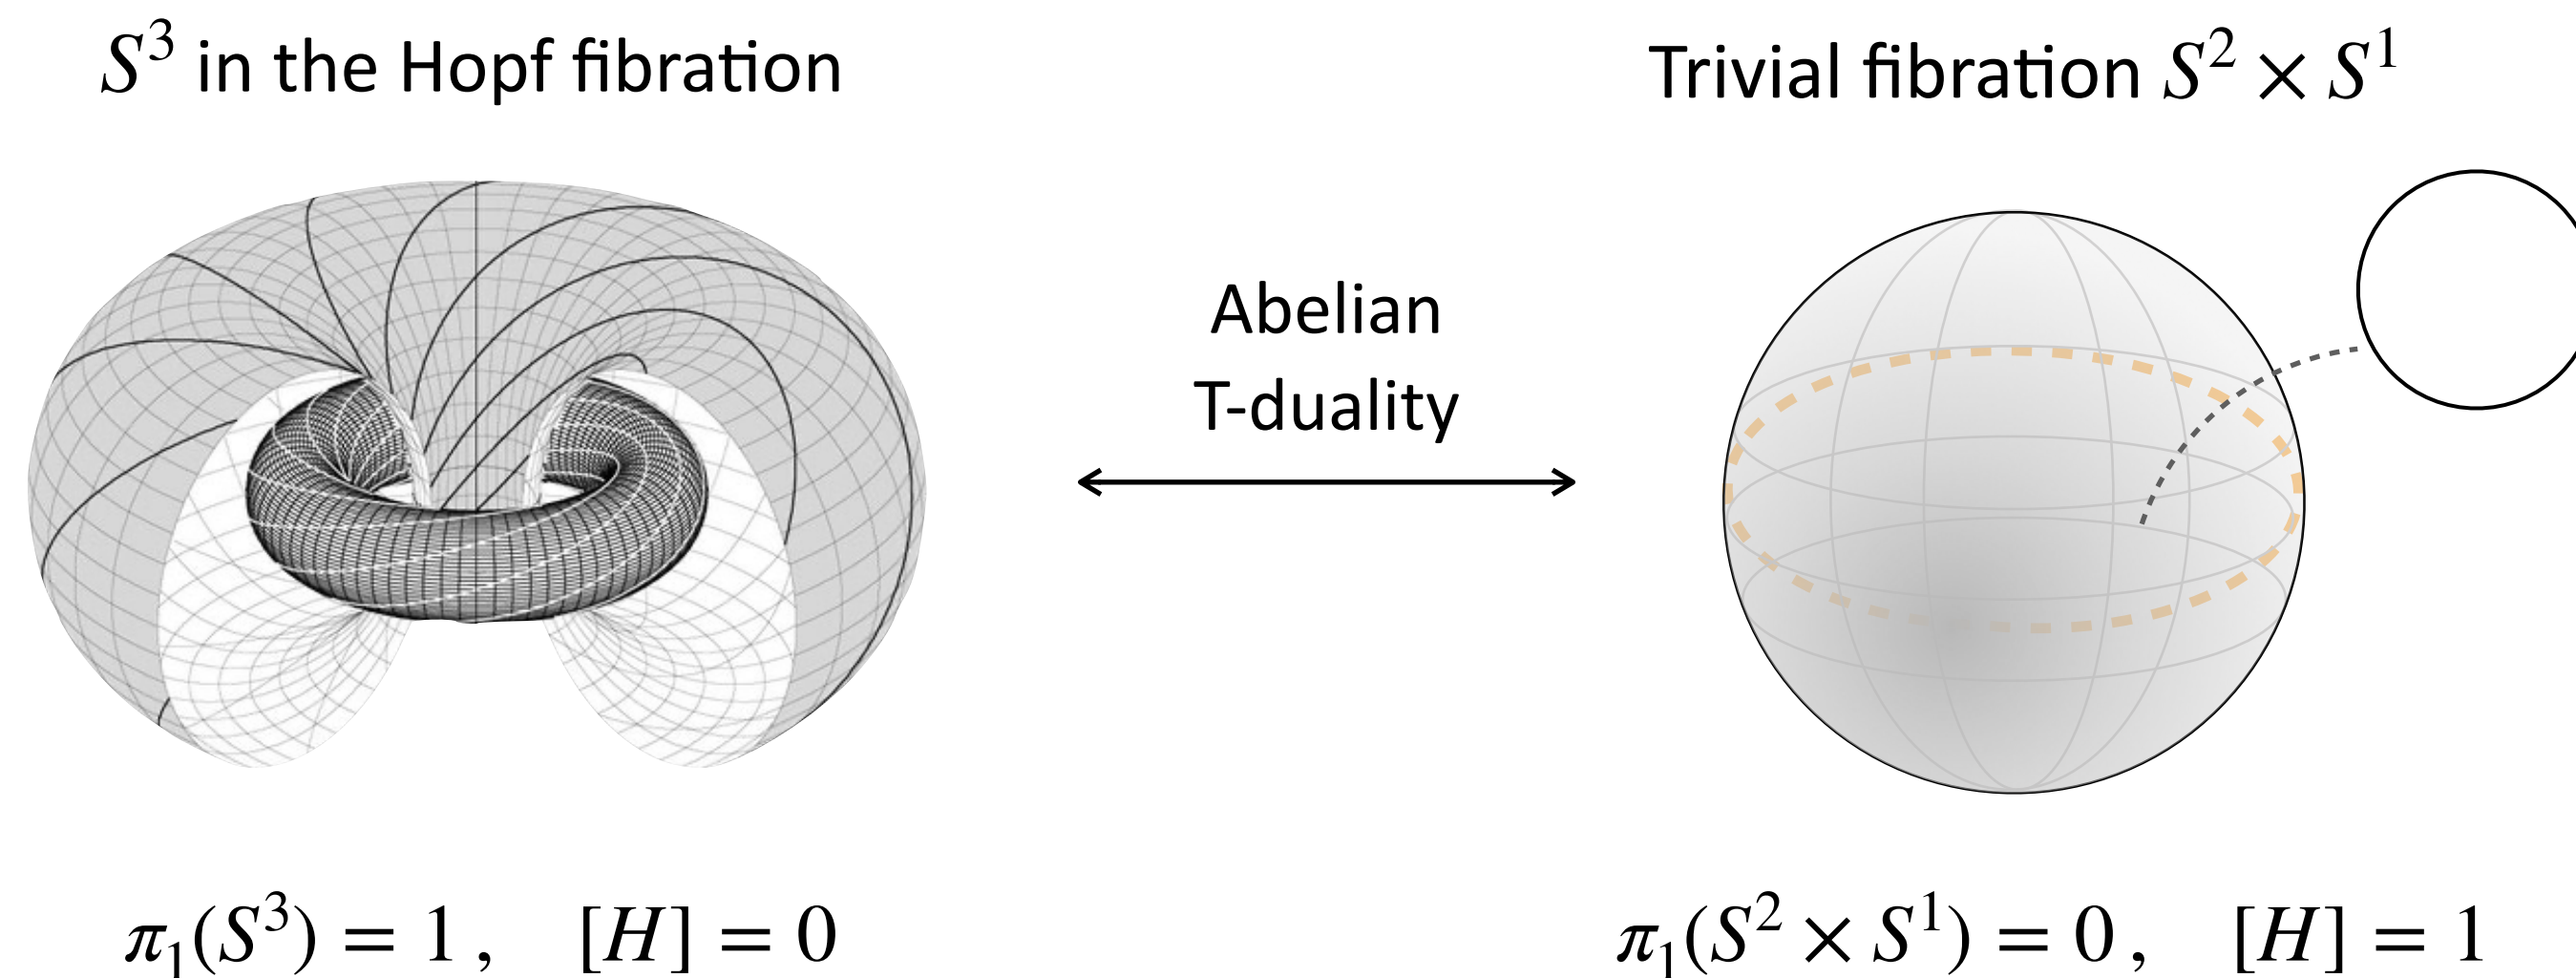 S³ in the Hopf fibration
Trivial fibration S² × S¹
Abelian
T-duality
π₁(S³) = 1 ,   [H] = 0
π₁(S² × S¹) = 0 ,   [H] = 1